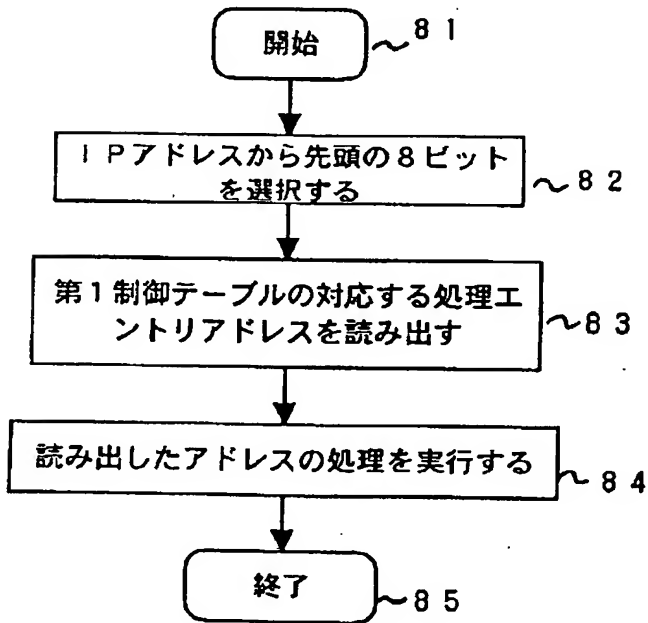 開始
81
IPアドレスから先頭の8ビット
を選択する
82
第1制御テーブルの対応する処理エ
ントリアドレスを読み出す
83
読み出したアドレスの処理を実行する
84
終了
85